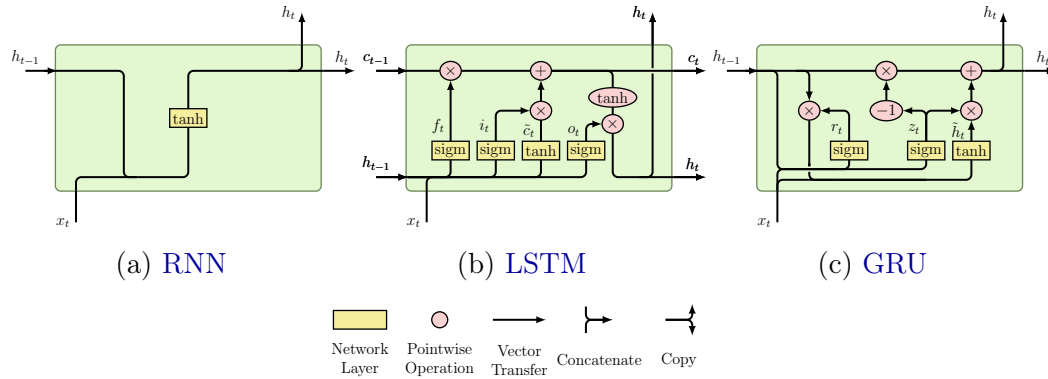 h_t
h_{t-1}
h_t
tanh
x_t
(a) RNN
h_t
c_{t-1}
c_t
×
+
tanh
×
×
f_t
i_t
c̃_t
o_t
sigm
sigm
tanh
sigm
h_{t-1}
h_t
x_t
(b) LSTM
h_t
h_{t-1}
h_t
×
+
×
−1
×
r_t
z_t
h̃_t
sigm
sigm
tanh
x_t
(c) GRU
Network
Layer
Pointwise
Operation
Vector
Transfer
Concatenate
Copy